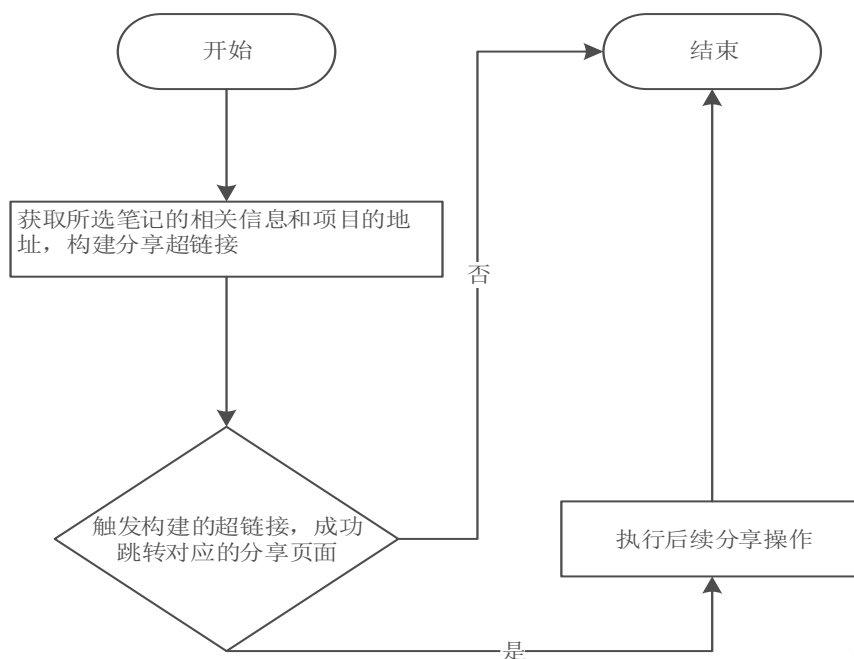 开始
结束
获取所选笔记的相关信息和项目的地
址，构建分享超链接
否
触发构建的超链接，成功
跳转对应的分享页面
执行后续分享操作
是